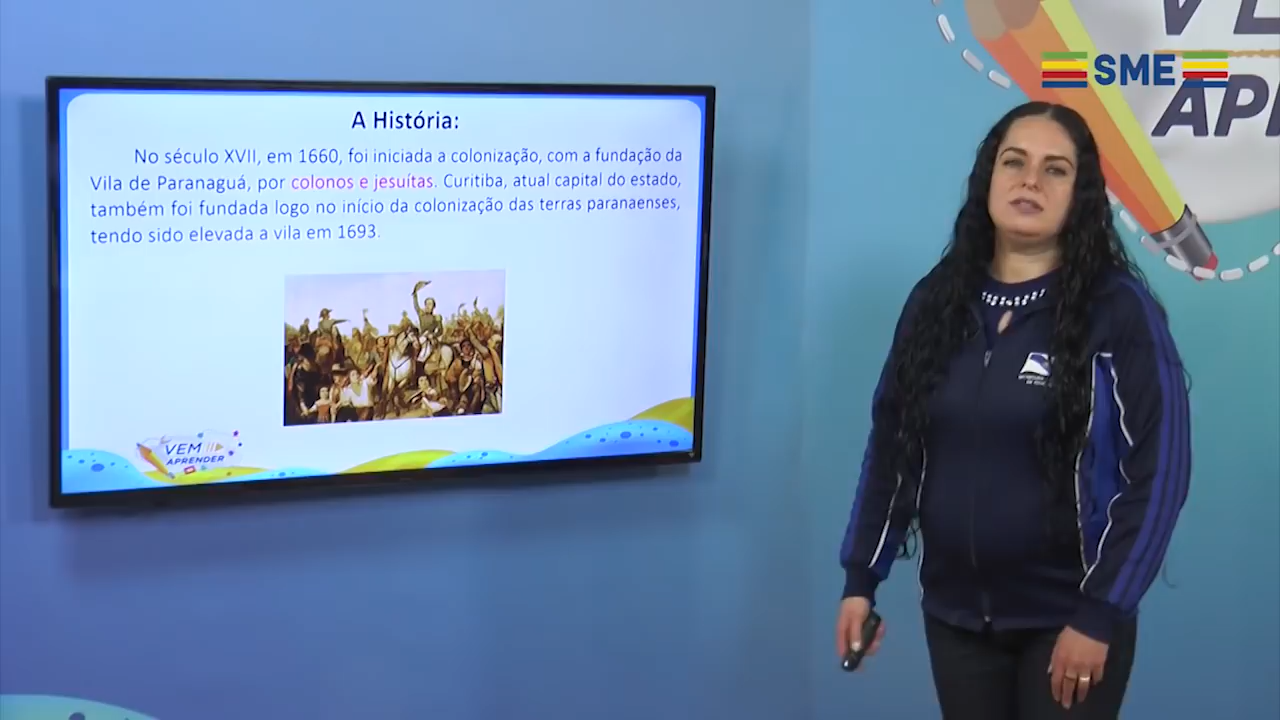 SME
A História:
No século XVII, em 1660, foi iniciada a colonização, com a fundação da
Vila de Paranaguá, por colonos e jesuítas. Curitiba, atual capital do estado,
também foi fundada logo no início da colonização das terras paranaenses,
tendo sido elevada a vila em 1693.
VEM
APRENDER